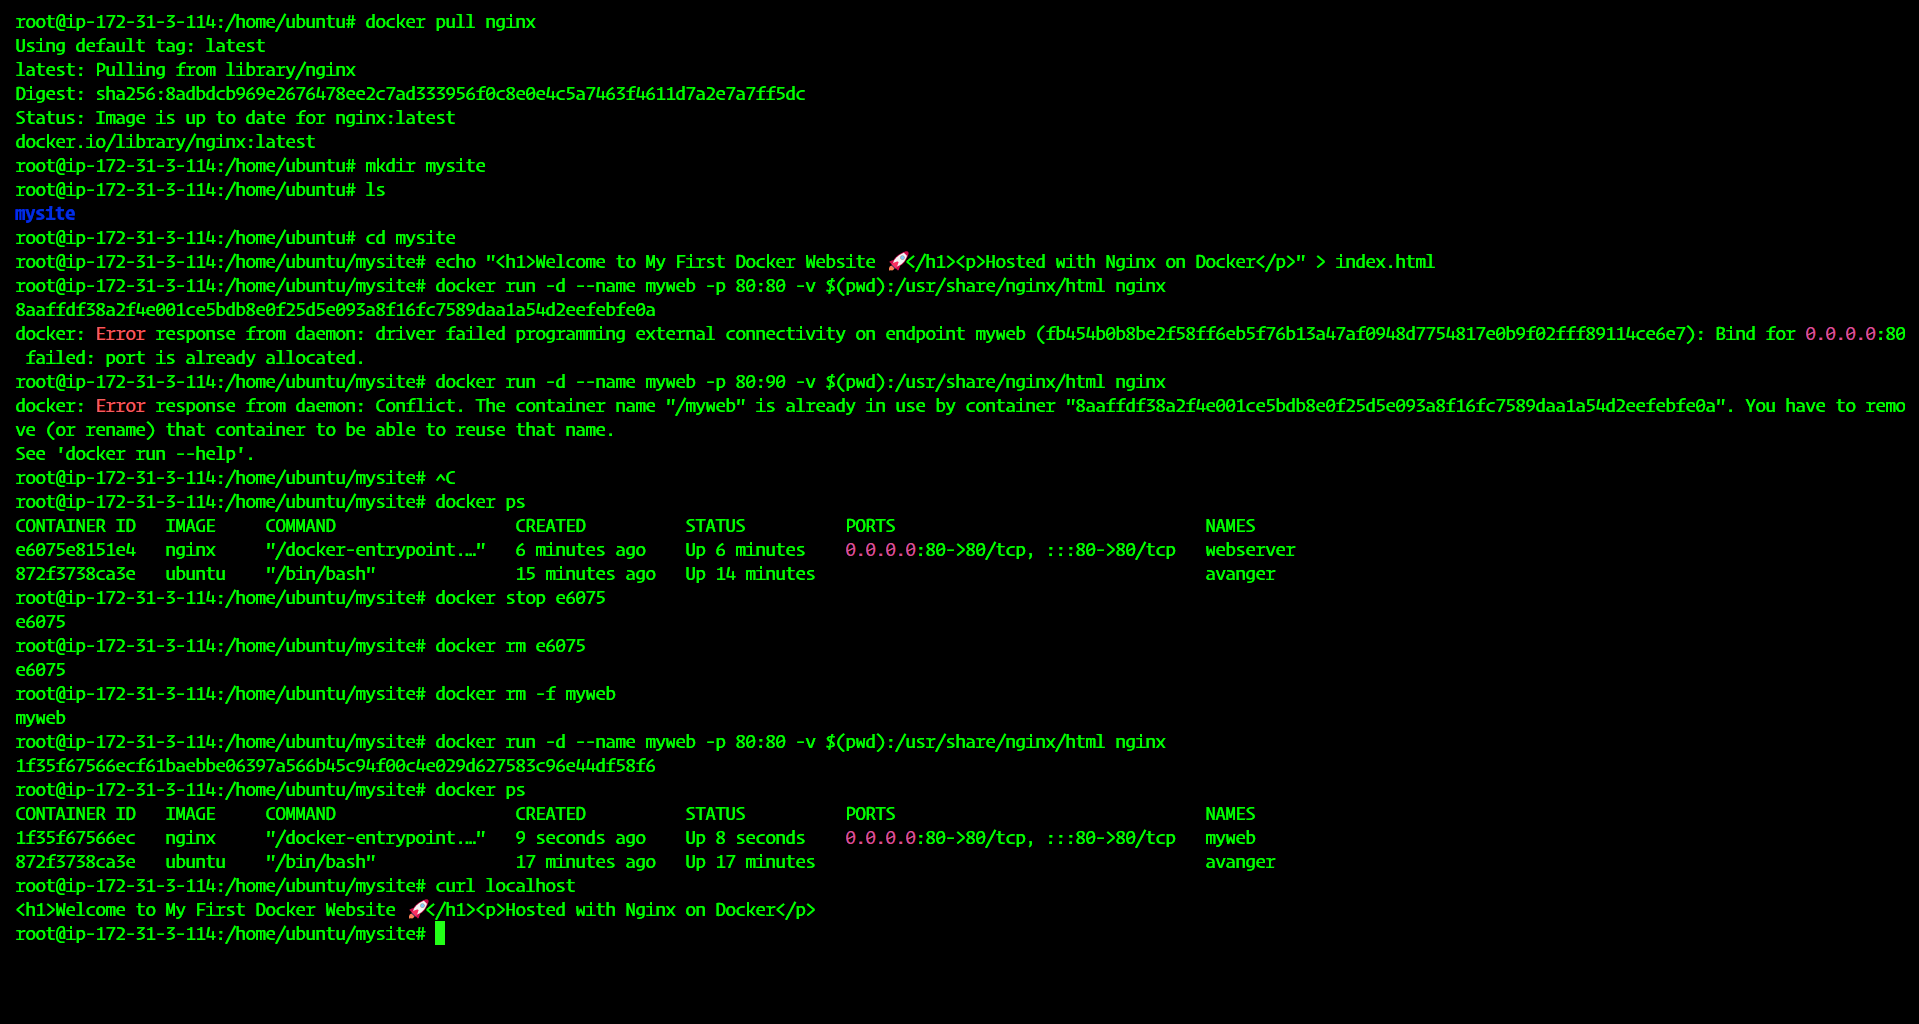 root@ip-172-31-3-114:/home/ubuntu# docker pull nginx
Using default tag: latest
latest: Pulling from library/nginx
Digest: sha256:8adbdcb969e2676478ee2c7ad333956f0c8e0e4c5a7463f4611d7a2e7a7ff5dc
Status: Image is up to date for nginx:latest
docker.io/library/nginx:latest
root@ip-172-31-3-114:/home/ubuntu# mkdir mysite
root@ip-172-31-3-114:/home/ubuntu# ls
mysite
root@ip-172-31-3-114:/home/ubuntu# cd mysite
root@ip-172-31-3-114:/home/ubuntu/mysite# echo "<h1>Welcome to My First Docker Website 🚀</h1><p>Hosted with Nginx on Docker</p>" > index.html
root@ip-172-31-3-114:/home/ubuntu/mysite# docker run -d --name myweb -p 80:80 -v $(pwd):/usr/share/nginx/html nginx
8aaffdf38a2f4e001ce5bdb8e0f25d5e093a8f16fc7589daa1a54d2eefebfe0a
docker: Error response from daemon: driver failed programming external connectivity on endpoint myweb (fb454b0b8be2f58ff6eb5f76b13a47af0948d7754817e0b9f02fff89114ce6e7): Bind for 0.0.0.0:80
 failed: port is already allocated.
root@ip-172-31-3-114:/home/ubuntu/mysite# docker run -d --name myweb -p 80:90 -v $(pwd):/usr/share/nginx/html nginx
docker: Error response from daemon: Conflict. The container name "/myweb" is already in use by container "8aaffdf38a2f4e001ce5bdb8e0f25d5e093a8f16fc7589daa1a54d2eefebfe0a". You have to remo
ve (or rename) that container to be able to reuse that name.
See 'docker run --help'.
root@ip-172-31-3-114:/home/ubuntu/mysite# ^C
root@ip-172-31-3-114:/home/ubuntu/mysite# docker ps
CONTAINER ID   IMAGE     COMMAND                  CREATED          STATUS          PORTS                               NAMES
e6075e8151e4   nginx     "/docker-entrypoint.…"   6 minutes ago    Up 6 minutes    0.0.0.0:80->80/tcp, :::80->80/tcp   webserver
872f3738ca3e   ubuntu    "/bin/bash"              15 minutes ago   Up 14 minutes                                       avanger
root@ip-172-31-3-114:/home/ubuntu/mysite# docker stop e6075
e6075
root@ip-172-31-3-114:/home/ubuntu/mysite# docker rm e6075
e6075
root@ip-172-31-3-114:/home/ubuntu/mysite# docker rm -f myweb
myweb
root@ip-172-31-3-114:/home/ubuntu/mysite# docker run -d --name myweb -p 80:80 -v $(pwd):/usr/share/nginx/html nginx
1f35f67566ecf61baebbe06397a566b45c94f00c4e029d627583c96e44df58f6
root@ip-172-31-3-114:/home/ubuntu/mysite# docker ps
CONTAINER ID   IMAGE     COMMAND                  CREATED          STATUS          PORTS                               NAMES
1f35f67566ec   nginx     "/docker-entrypoint.…"   9 seconds ago    Up 8 seconds    0.0.0.0:80->80/tcp, :::80->80/tcp   myweb
872f3738ca3e   ubuntu    "/bin/bash"              17 minutes ago   Up 17 minutes                                       avanger
root@ip-172-31-3-114:/home/ubuntu/mysite# curl localhost
<h1>Welcome to My First Docker Website 🚀</h1><p>Hosted with Nginx on Docker</p>
root@ip-172-31-3-114:/home/ubuntu/mysite#